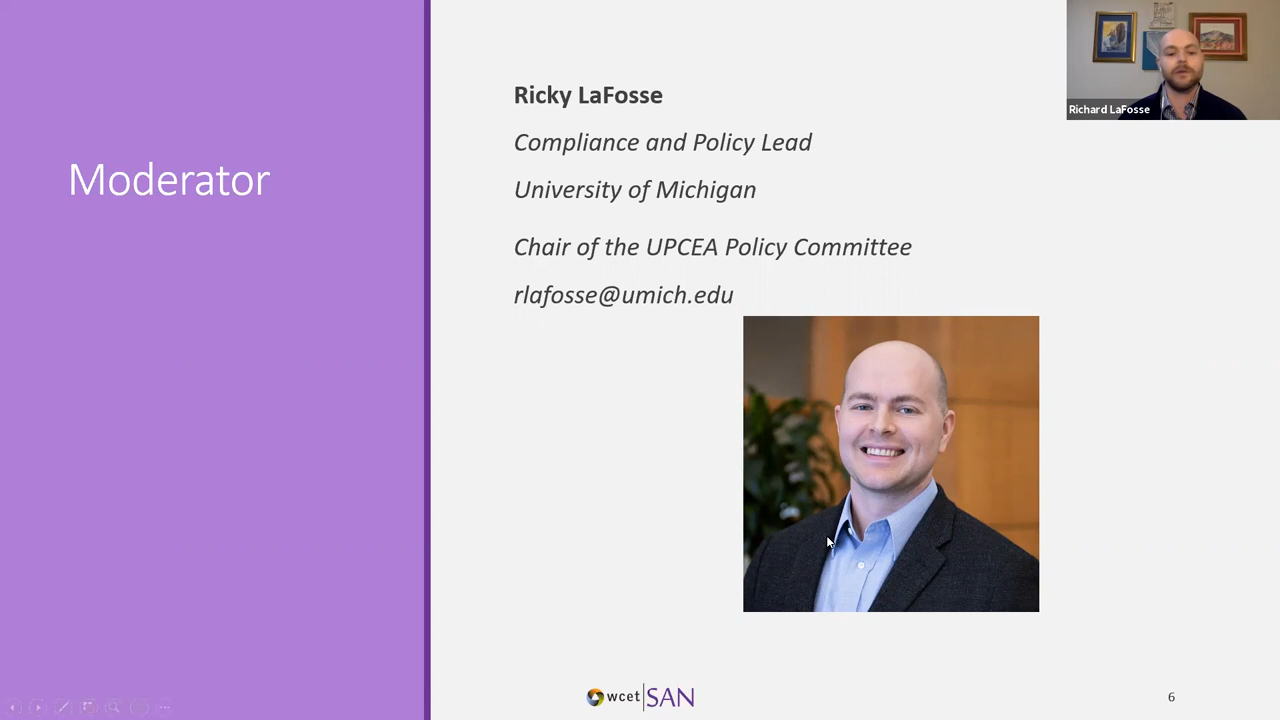 Moderator
Ricky LaFosse
Compliance and Policy Lead
University of Michigan
Chair of the UPCEA Policy Committee
rlafosse@umich.edu
Richard LaFosse
wcet SAN
6